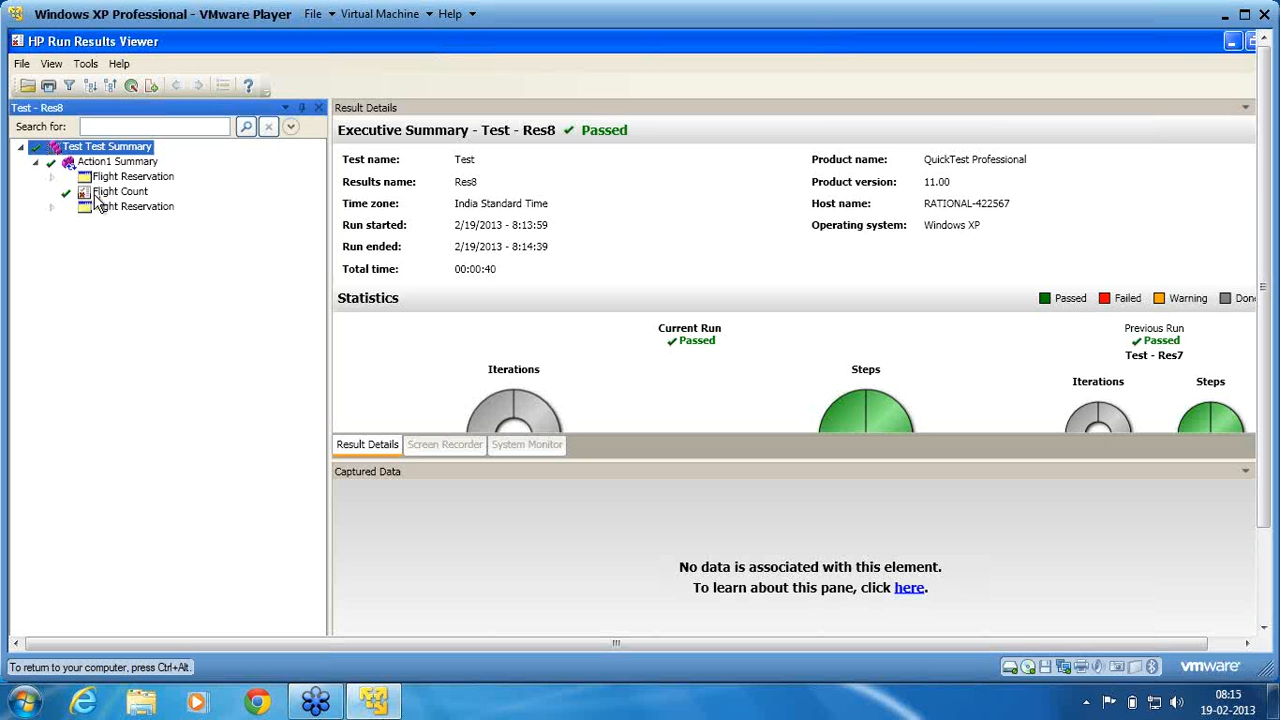 Windows XP Professional - VMware Player File Virtual Machine Help
HP Run Results Viewer
File View Tools Help
Test - Res8
Search for:
Test Test Summary
Action1 Summary
Flight Reservation
Flight Count
Flight Reservation
Result Details
Executive Summary - Test - Res8 Passed
Test name: Test Product name: QuickTest Professional
Results name: Res8 Product version: 11.00
Time zone: India Standard Time Host name: RATIONAL-422567
Run started: 2/19/2013 - 8:13:59 Operating system: Windows XP
Run ended: 2/19/2013 - 8:14:39
Total time: 00:00:40
Statistics Passed Failed Warning Done
Current Run Previous Run
Passed Passed
Test - Res7
Iterations Steps Iterations Steps
Result Details Screen Recorder System Monitor
Captured Data
No data is associated with this element.
To learn about this pane, click here.
To return to your computer, press Ctrl+Alt.
vmware
08:15
19-02-2013